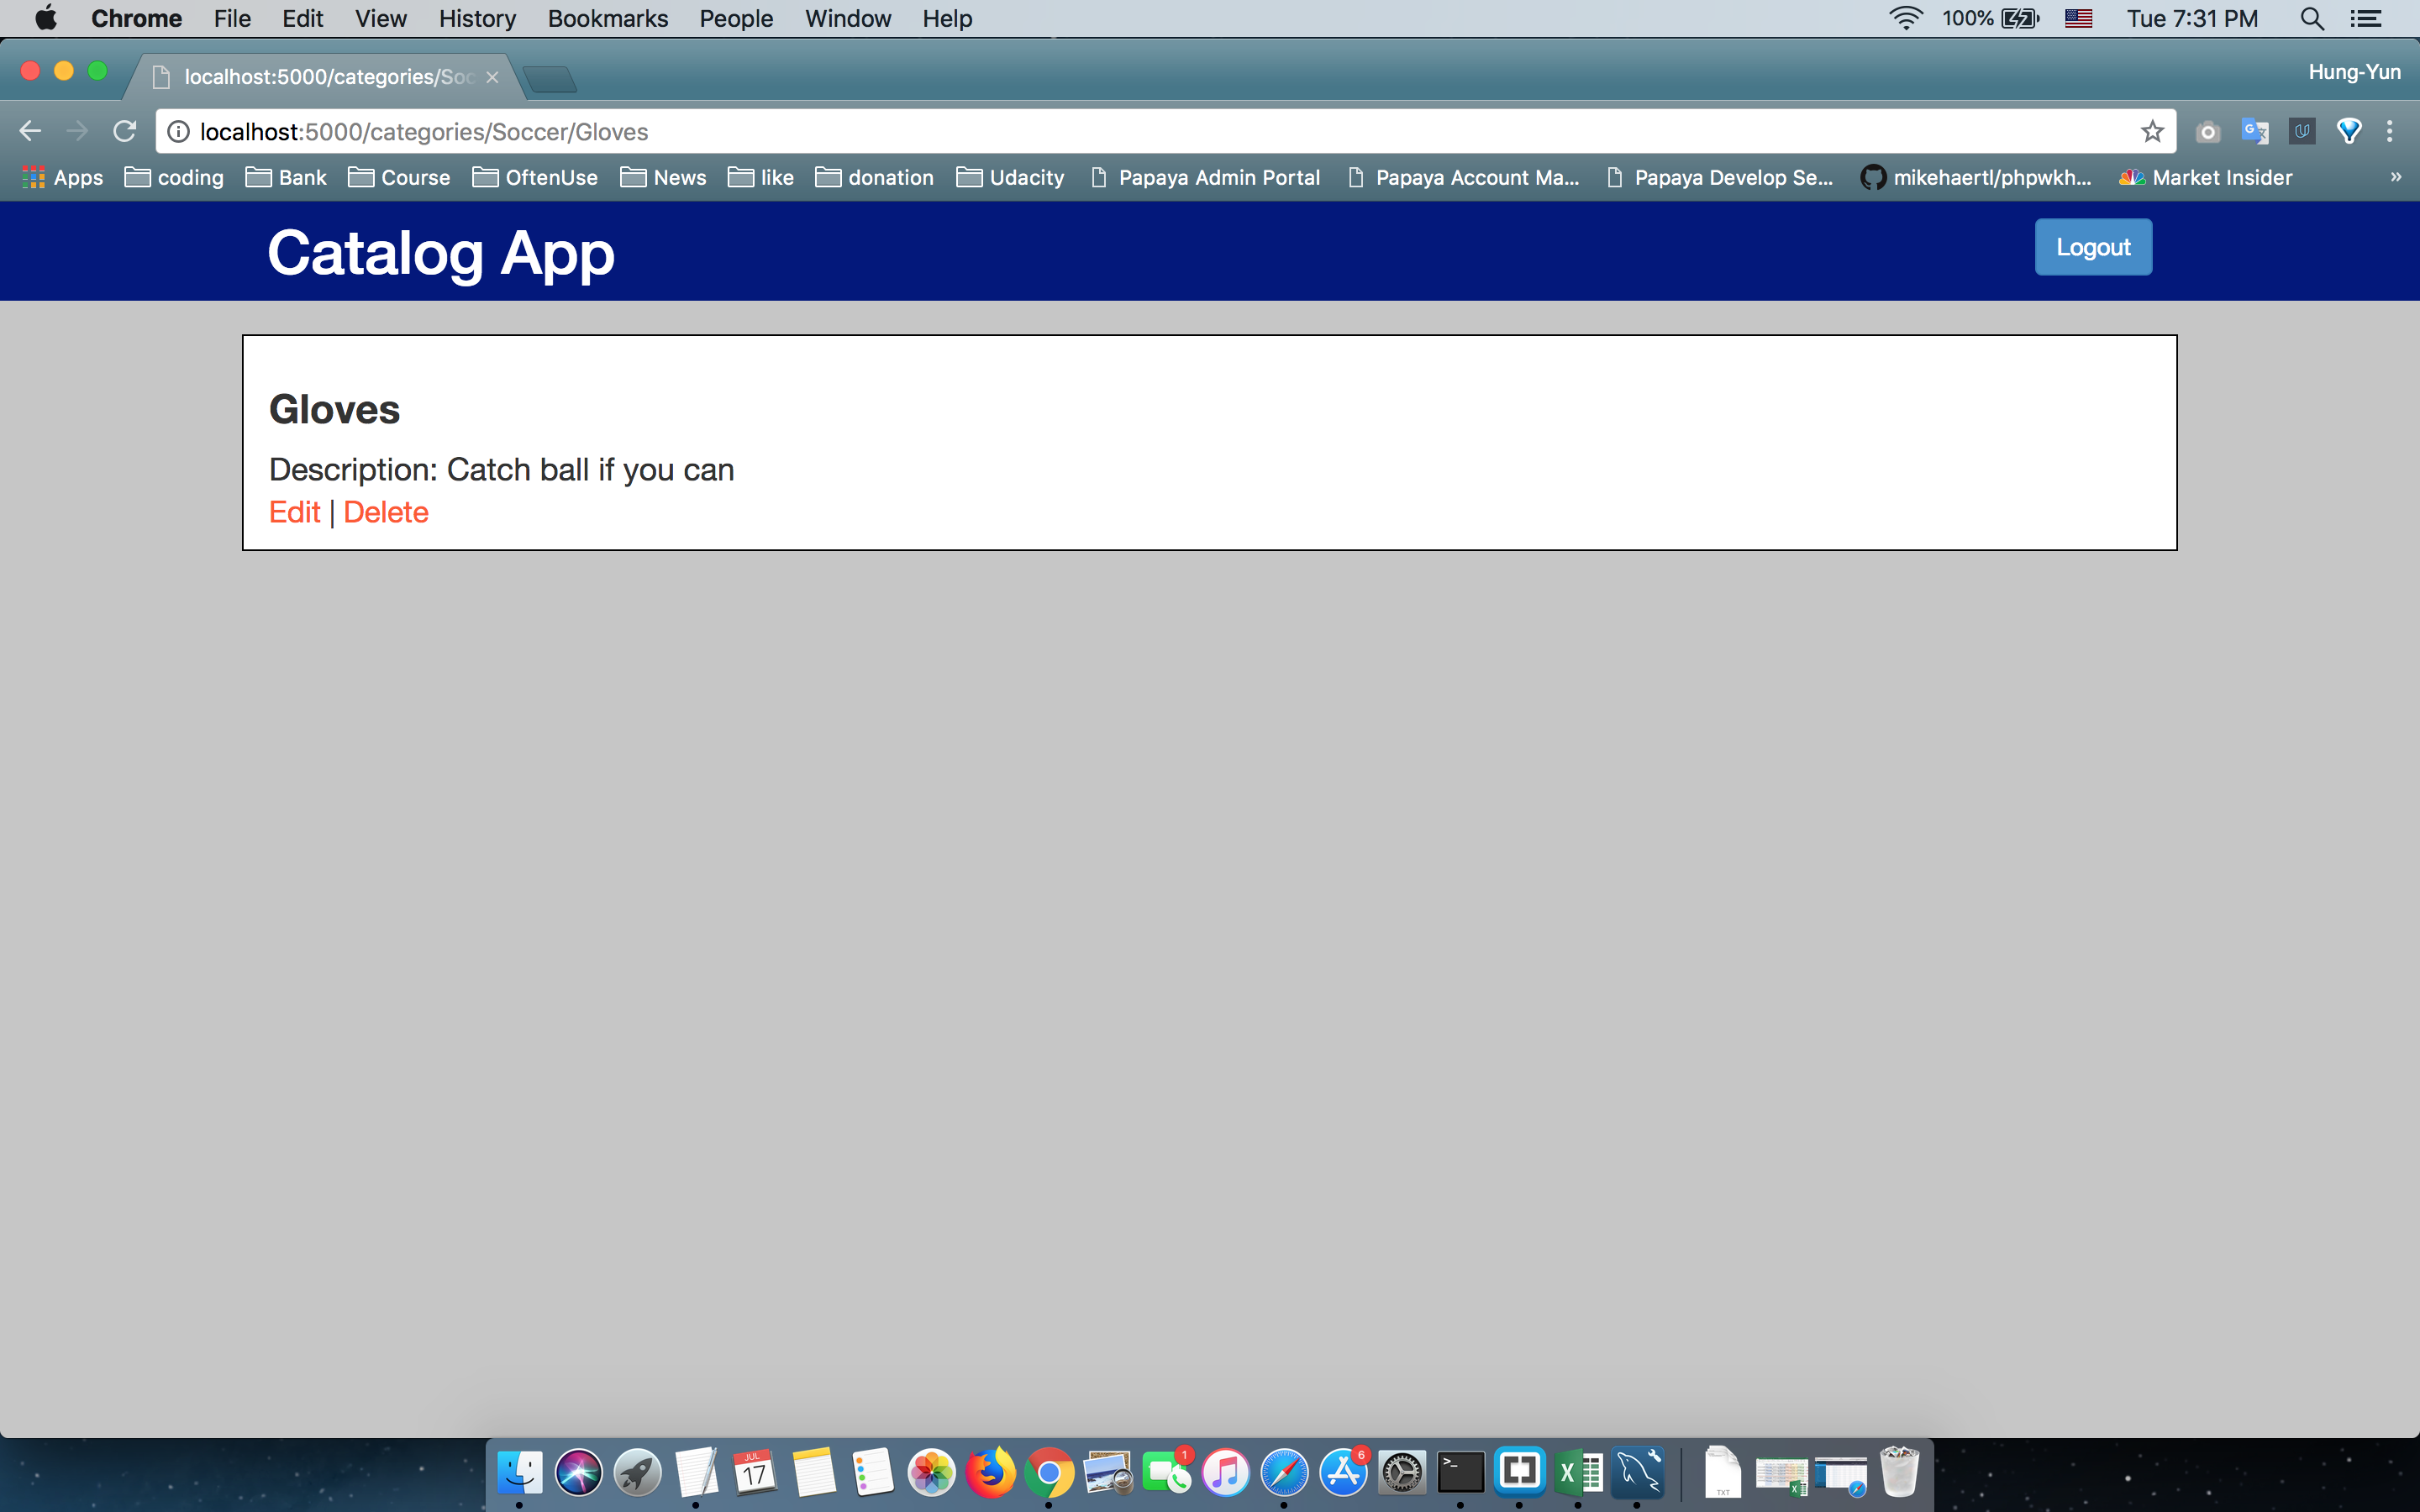 Chrome File Edit View History Bookmarks People Window Help 100% Tue 7:31 PM
localhost:5000/categories/Soc Hung-Yun
localhost:5000/categories/Soccer/Gloves
Apps coding Bank Course OftenUse News like donation Udacity Papaya Admin Portal Papaya Account Ma... Papaya Develop Se... mikehaertl/phpwkh... Market Insider »
Catalog App Logout
Gloves
Description: Catch ball if you can
Edit | Delete
JUL
17
1
6
>_
TXT